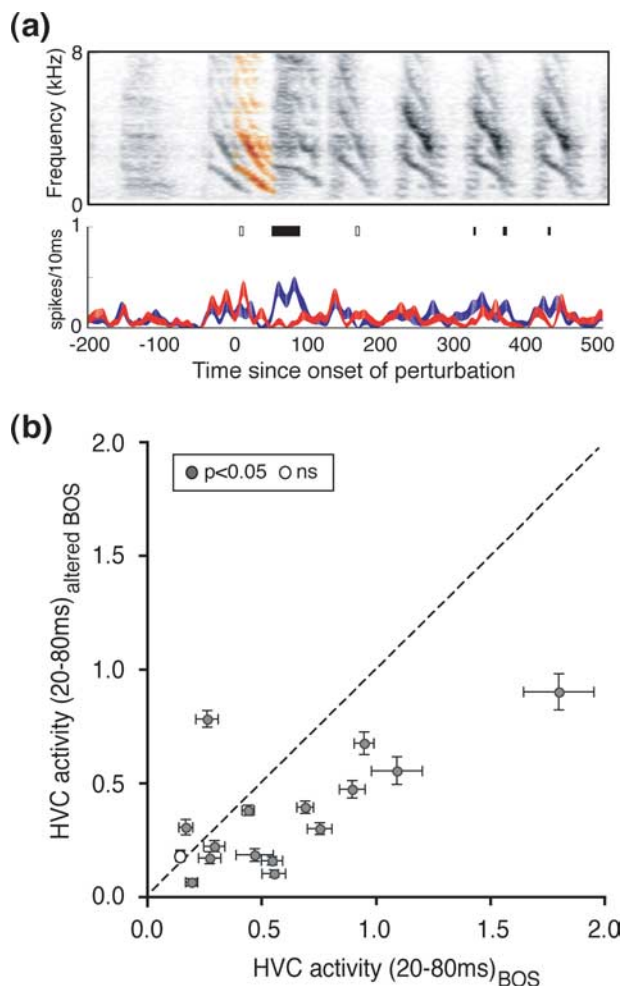 (a)
8
Frequency (kHz)
0
1
spikes/10ms
0
-200 -100 0 100 200 300 400 500
Time since onset of perturbation
(b)
2.0
p<0.05 ns
1.5
1.0
0.5
0.0
HVC activity (20-80ms)altered BOS
0.0 0.5 1.0 1.5 2.0
HVC activity (20-80ms)BOS